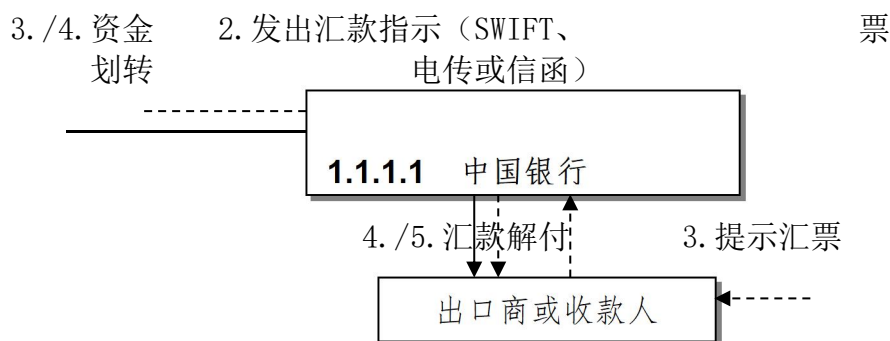 3./4.资金 2.发出汇款指示（SWIFT、 票
划转 电传或信函）
1.1.1.1 中国银行
4./5.汇款解付 3.提示汇票
出口商或收款人